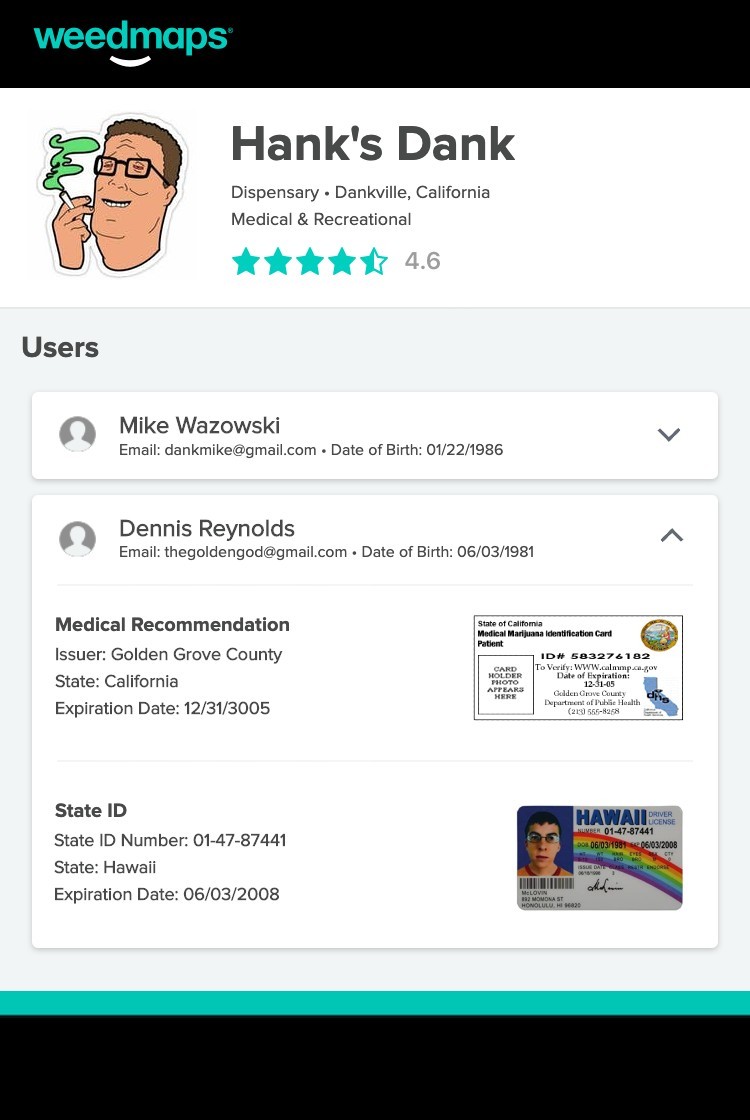 weedmaps
Hank's Dank
Dispensary • Dankville, California
Medical & Recreational
4.6
Users
Mike Wazowski
Email: dankmike@gmail.com • Date of Birth: 01/22/1986
Dennis Reynolds
Email: thegoldengod@gmail.com • Date of Birth: 06/03/1981
Medical Recommendation
Issuer: Golden Grove County
State: California
Expiration Date: 12/31/3005
State of California
Medical Marijuana Identification Card
Patient
ID# 583276182
CARD
HOLDER
PHOTO
APPEARS
HERE
To Verify: WWW.calmmp.ca.gov
Date of Expiration:
12-31-05
Golden Grove County
Department of Public Health
(213) 555-8258
dhs
State ID
State ID Number: 01-47-87441
State: Hawaii
Expiration Date: 06/03/2008
HAWAII DRIVER
LICENSE
NUMBER 01-47-87441
DOB 06/03/1981 EXP 06/03/2008
McLOVIN
892 MOMONA ST
HONOLULU, HI 96820